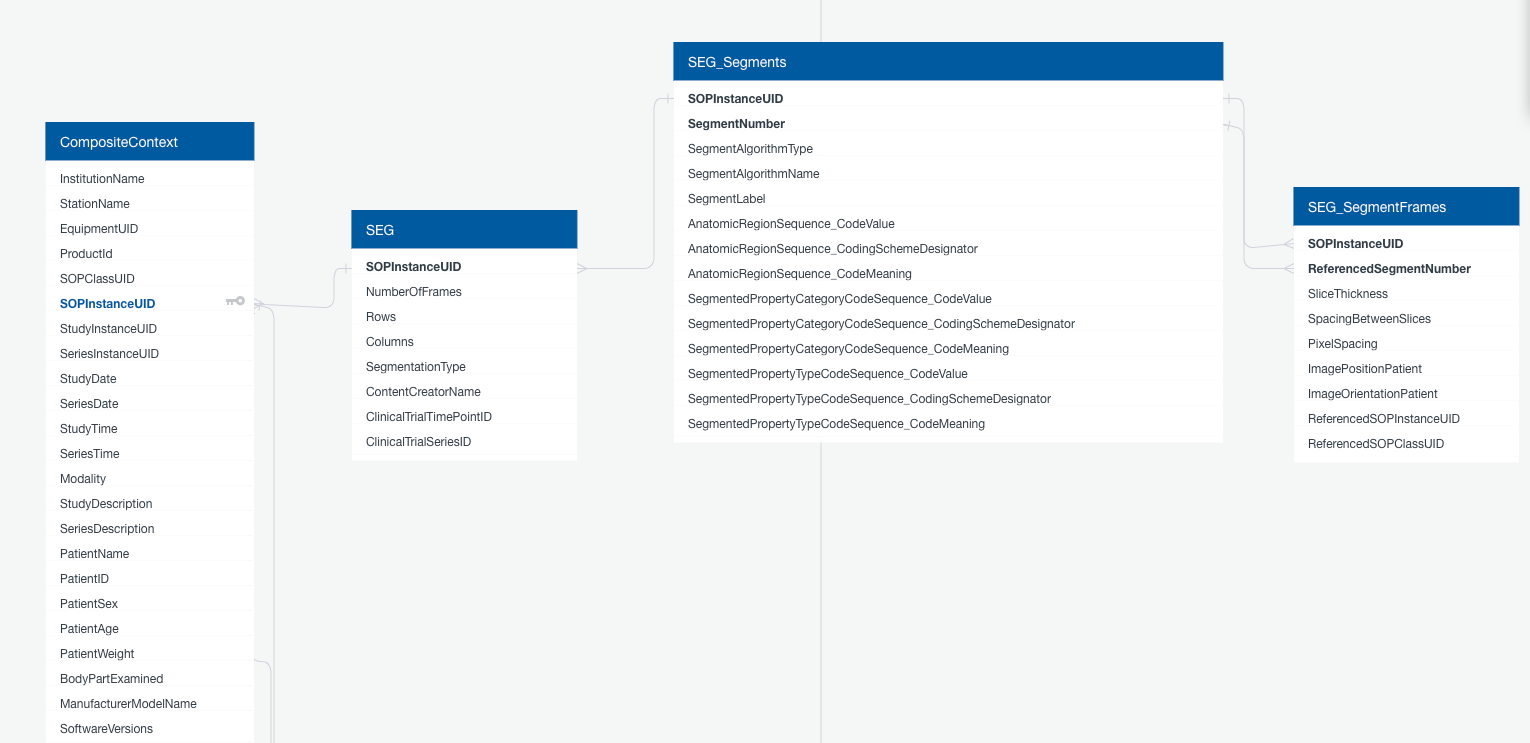 CompositeContext
InstitutionName
StationName
EquipmentUID
ProductId
SOPClassUID
SOPInstanceUID
StudyInstanceUID
SeriesInstanceUID
StudyDate
SeriesDate
StudyTime
SeriesTime
Modality
StudyDescription
SeriesDescription
PatientName
PatientID
PatientSex
PatientAge
PatientWeight
BodyPartExamined
ManufacturerModelName
SoftwareVersions
SEG
SOPInstanceUID
NumberOfFrames
Rows
Columns
SegmentationType
ContentCreatorName
ClinicalTrialTimePointID
ClinicalTrialSeriesID
SEG_Segments
SOPInstanceUID
SegmentNumber
SegmentAlgorithmType
SegmentAlgorithmName
SegmentLabel
AnatomicRegionSequence_CodeValue
AnatomicRegionSequence_CodingSchemeDesignator
AnatomicRegionSequence_CodeMeaning
SegmentedPropertyCategoryCodeSequence_CodeValue
SegmentedPropertyCategoryCodeSequence_CodingSchemeDesignator
SegmentedPropertyCategoryCodeSequence_CodeMeaning
SegmentedPropertyTypeCodeSequence_CodeValue
SegmentedPropertyTypeCodeSequence_CodingSchemeDesignator
SegmentedPropertyTypeCodeSequence_CodeMeaning
SEG_SegmentFrames
SOPInstanceUID
ReferencedSegmentNumber
SliceThickness
SpacingBetweenSlices
PixelSpacing
ImagePositionPatient
ImageOrientationPatient
ReferencedSOPInstanceUID
ReferencedSOPClassUID